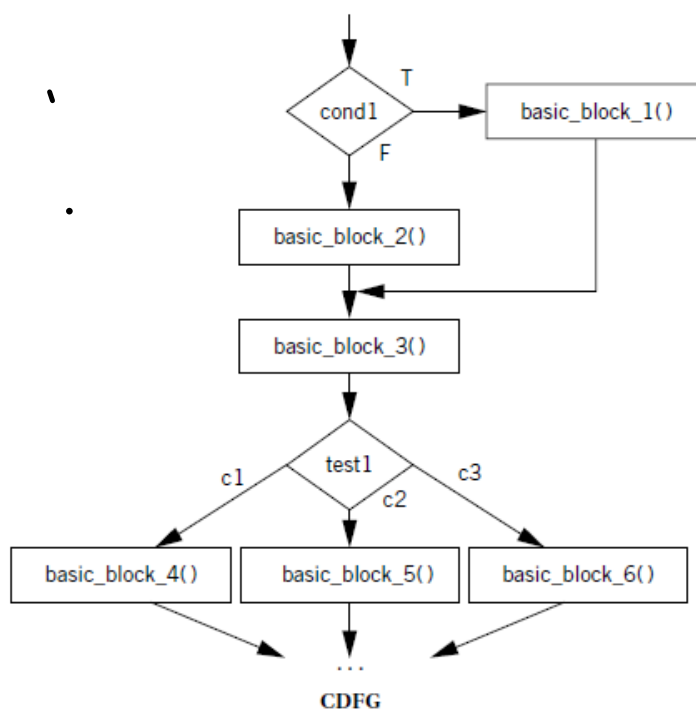 T
cond1
basic_block_1()
F
basic_block_2()
basic_block_3()
test1
c1
c2
c3
basic_block_4()
basic_block_5()
basic_block_6()
...
CDFG